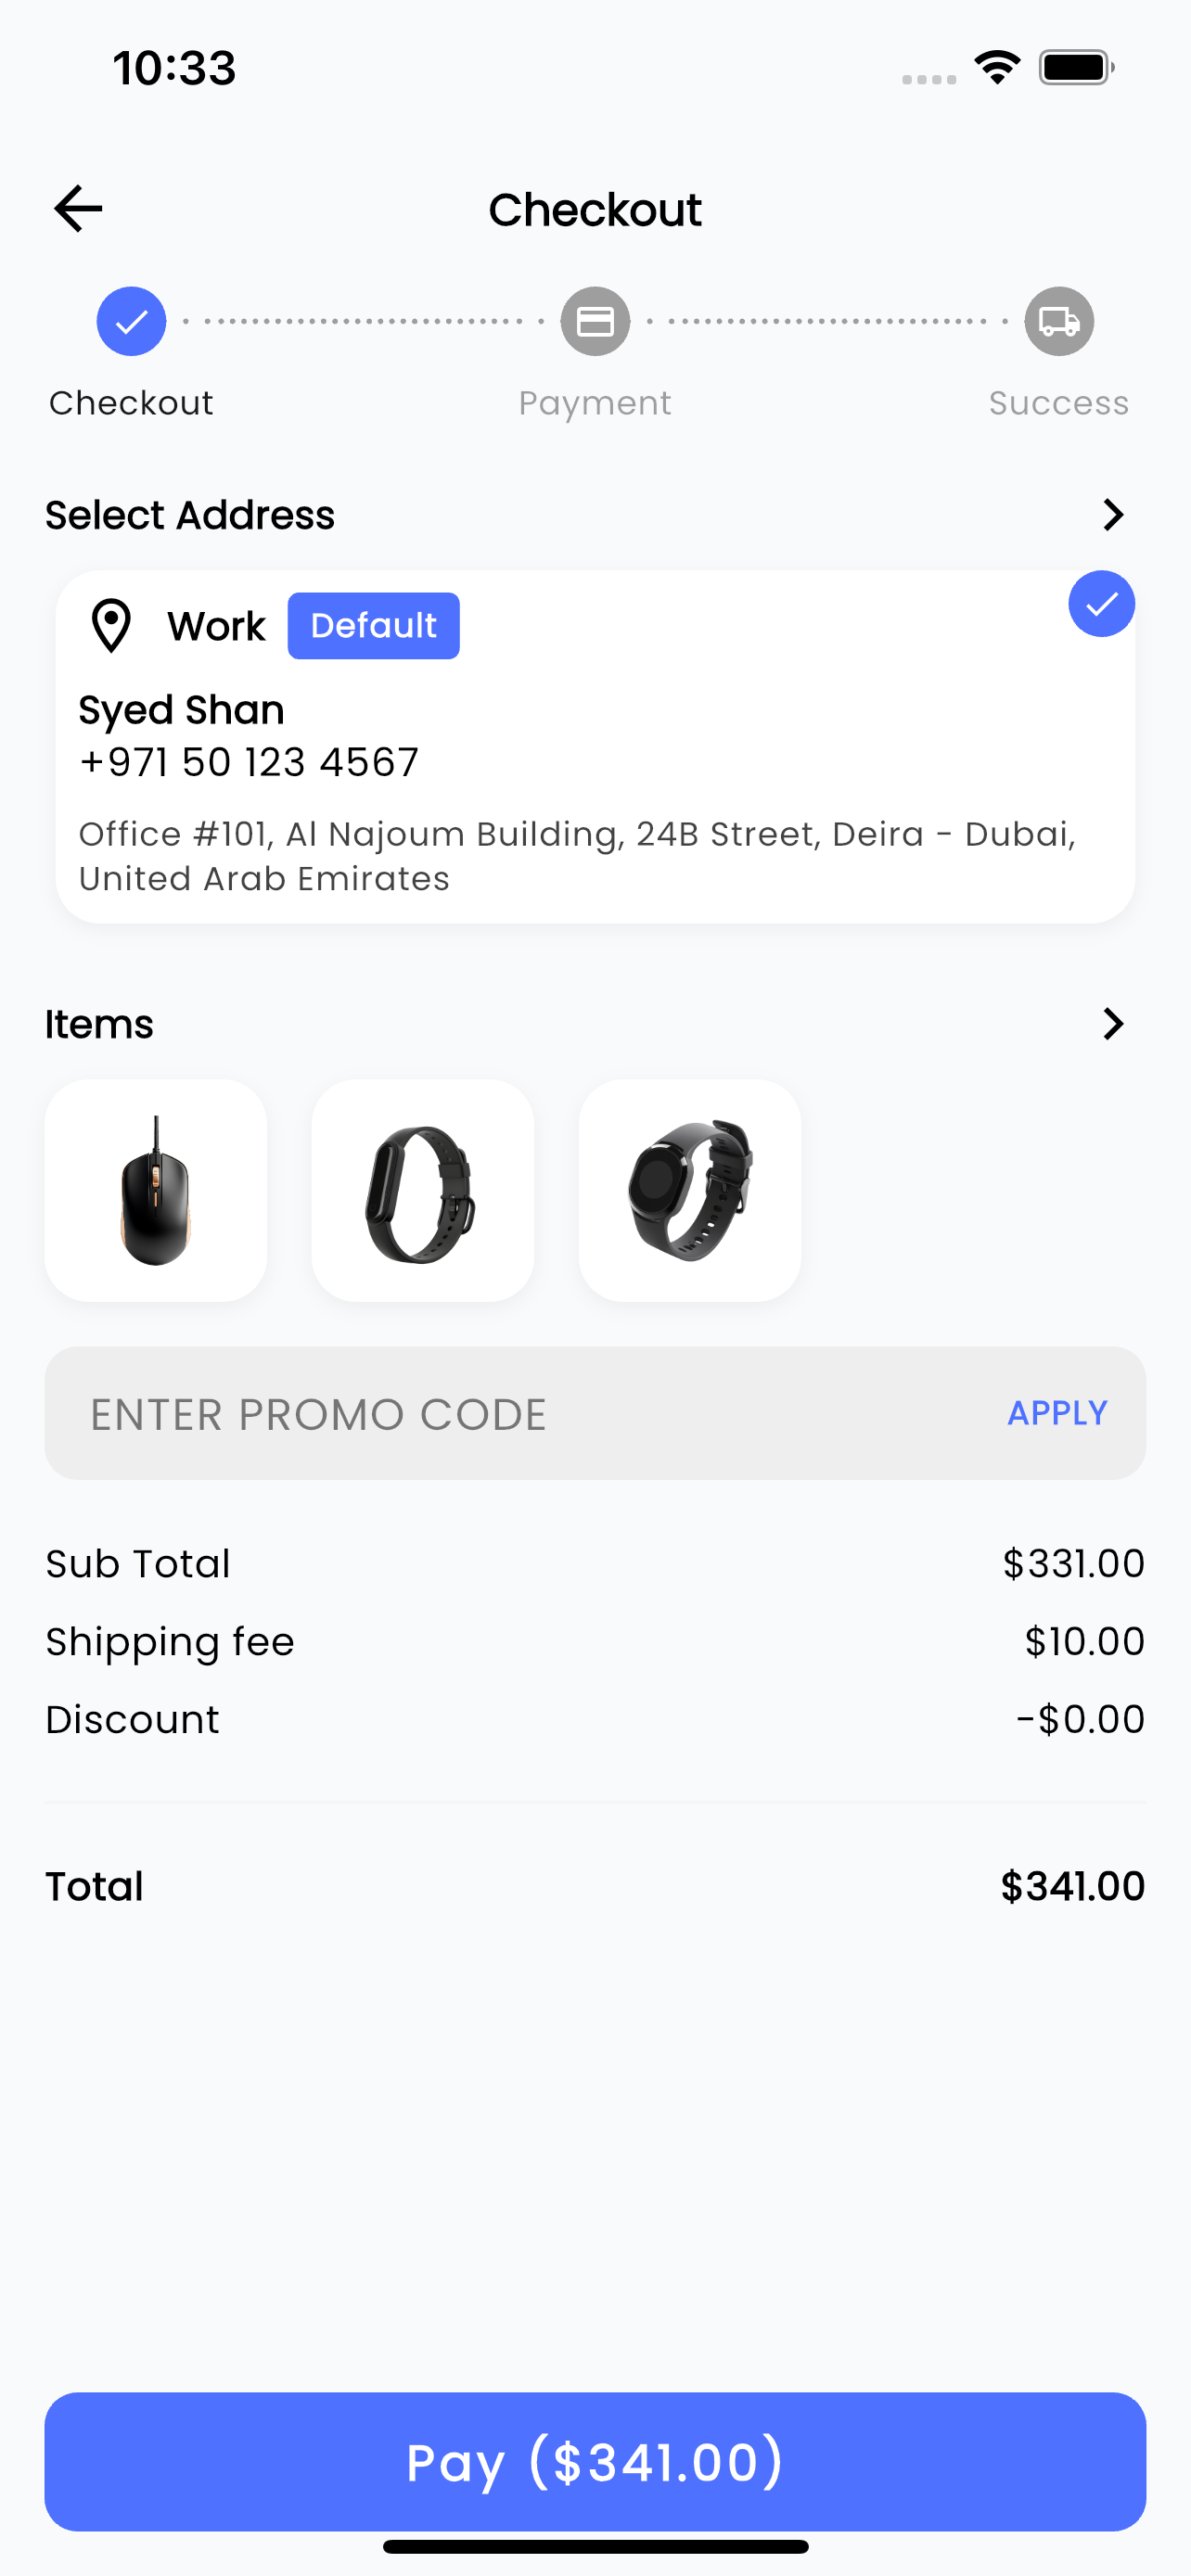 10:33
Checkout
Checkout
Payment
Success
Select Address
Work
Default
Syed Shan
+971 50 123 4567
Office #101, Al Najoum Building, 24B Street, Deira - Dubai,
United Arab Emirates
Items
ENTER PROMO CODE
APPLY
Sub Total
$331.00
Shipping fee
$10.00
Discount
-$0.00
Total
$341.00
Pay ($341.00)